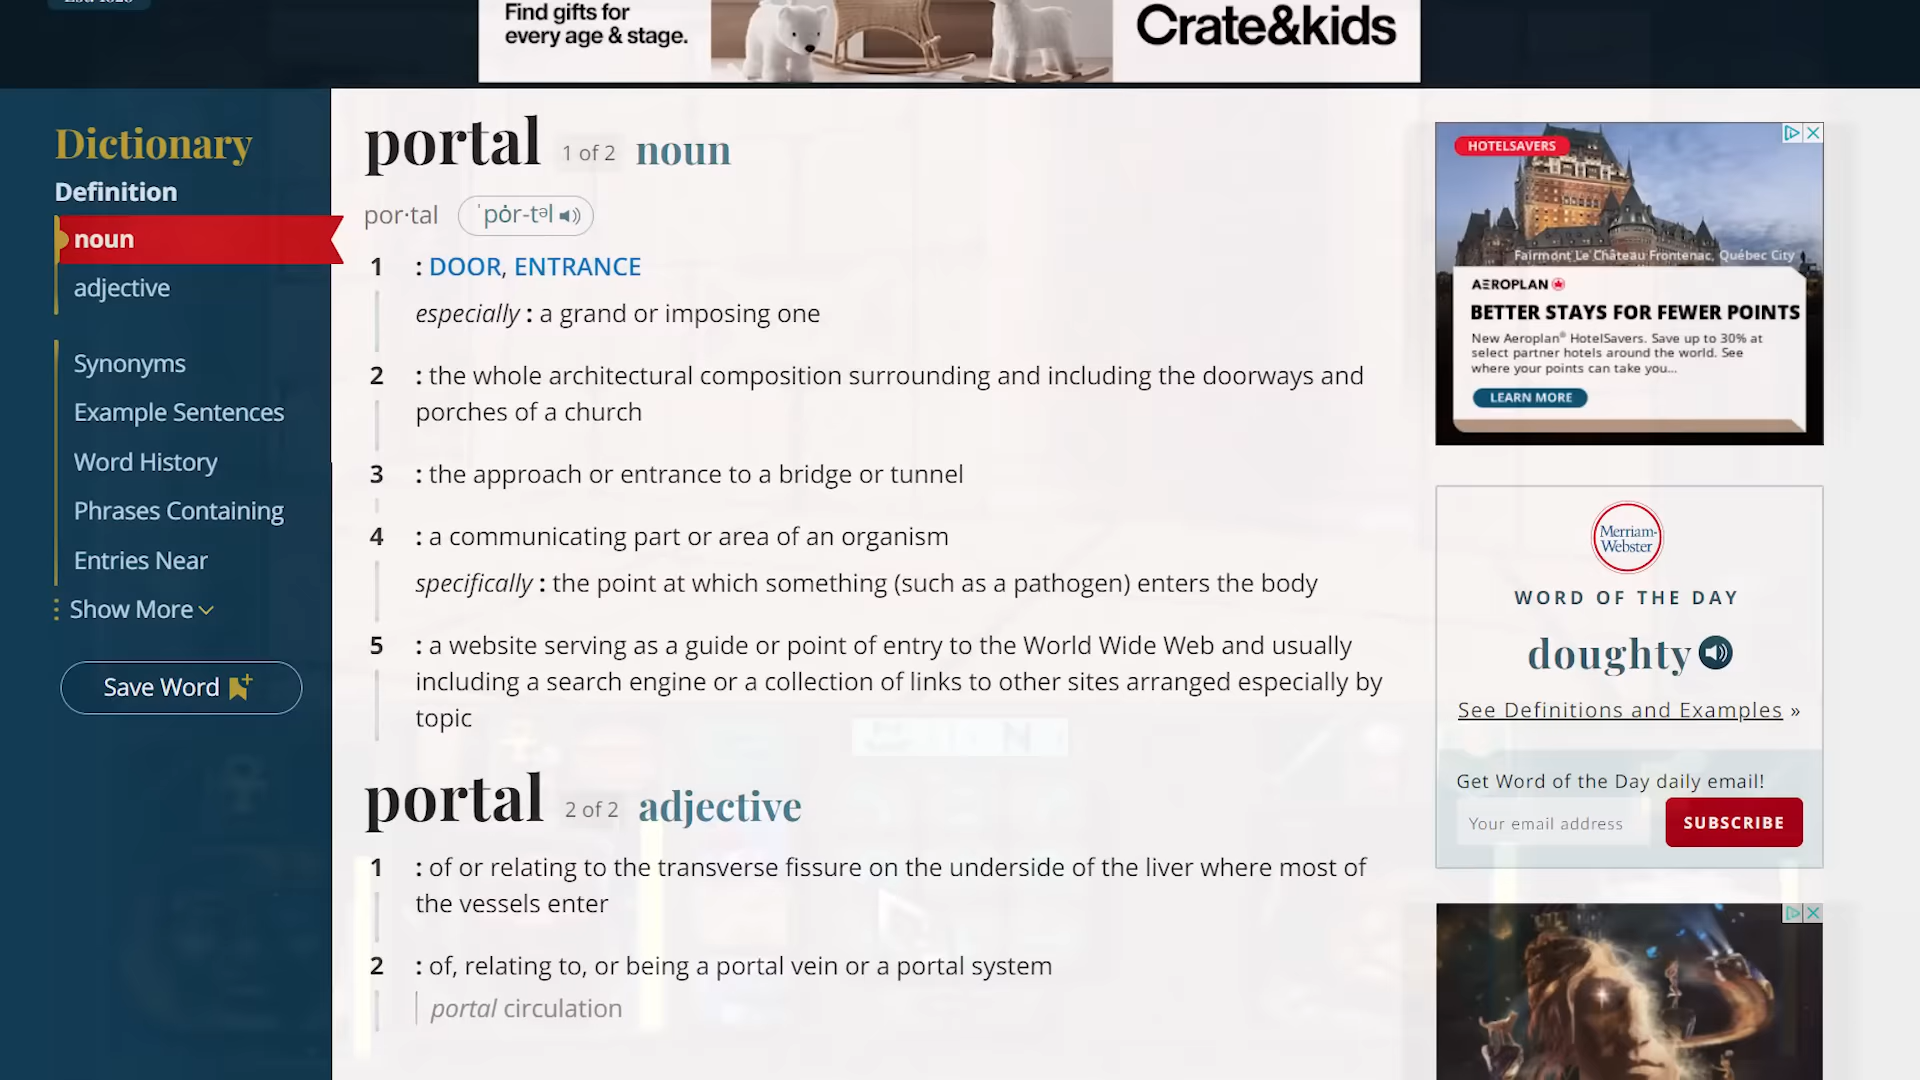 Find gifts for
every age & stage.
Crate&kids
Dictionary
Definition
noun
adjective
Synonyms
Example Sentences
Word History
Phrases Containing
Entries Near
Show More
Save Word
portal 1 of 2 noun
por·tal ˈpȯr-tᵊl
1 : DOOR, ENTRANCE
especially : a grand or imposing one
2 : the whole architectural composition surrounding and including the doorways and
porches of a church
3 : the approach or entrance to a bridge or tunnel
4 : a communicating part or area of an organism
specifically : the point at which something (such as a pathogen) enters the body
5 : a website serving as a guide or point of entry to the World Wide Web and usually
including a search engine or a collection of links to other sites arranged especially by
topic
portal 2 of 2 adjective
1 : of or relating to the transverse fissure on the underside of the liver where most of
the vessels enter
2 : of, relating to, or being a portal vein or a portal system
portal circulation
HOTELSAVERS
Fairmont Le Château Frontenac, Québec City
AEROPLAN
BETTER STAYS FOR FEWER POINTS
New Aeroplan® HotelSavers. Save up to 30% at
select partner hotels around the world. See
where your points can take you...
LEARN MORE
Merriam-
Webster
WORD OF THE DAY
doughty
See Definitions and Examples »
Get Word of the Day daily email!
Your email address
SUBSCRIBE